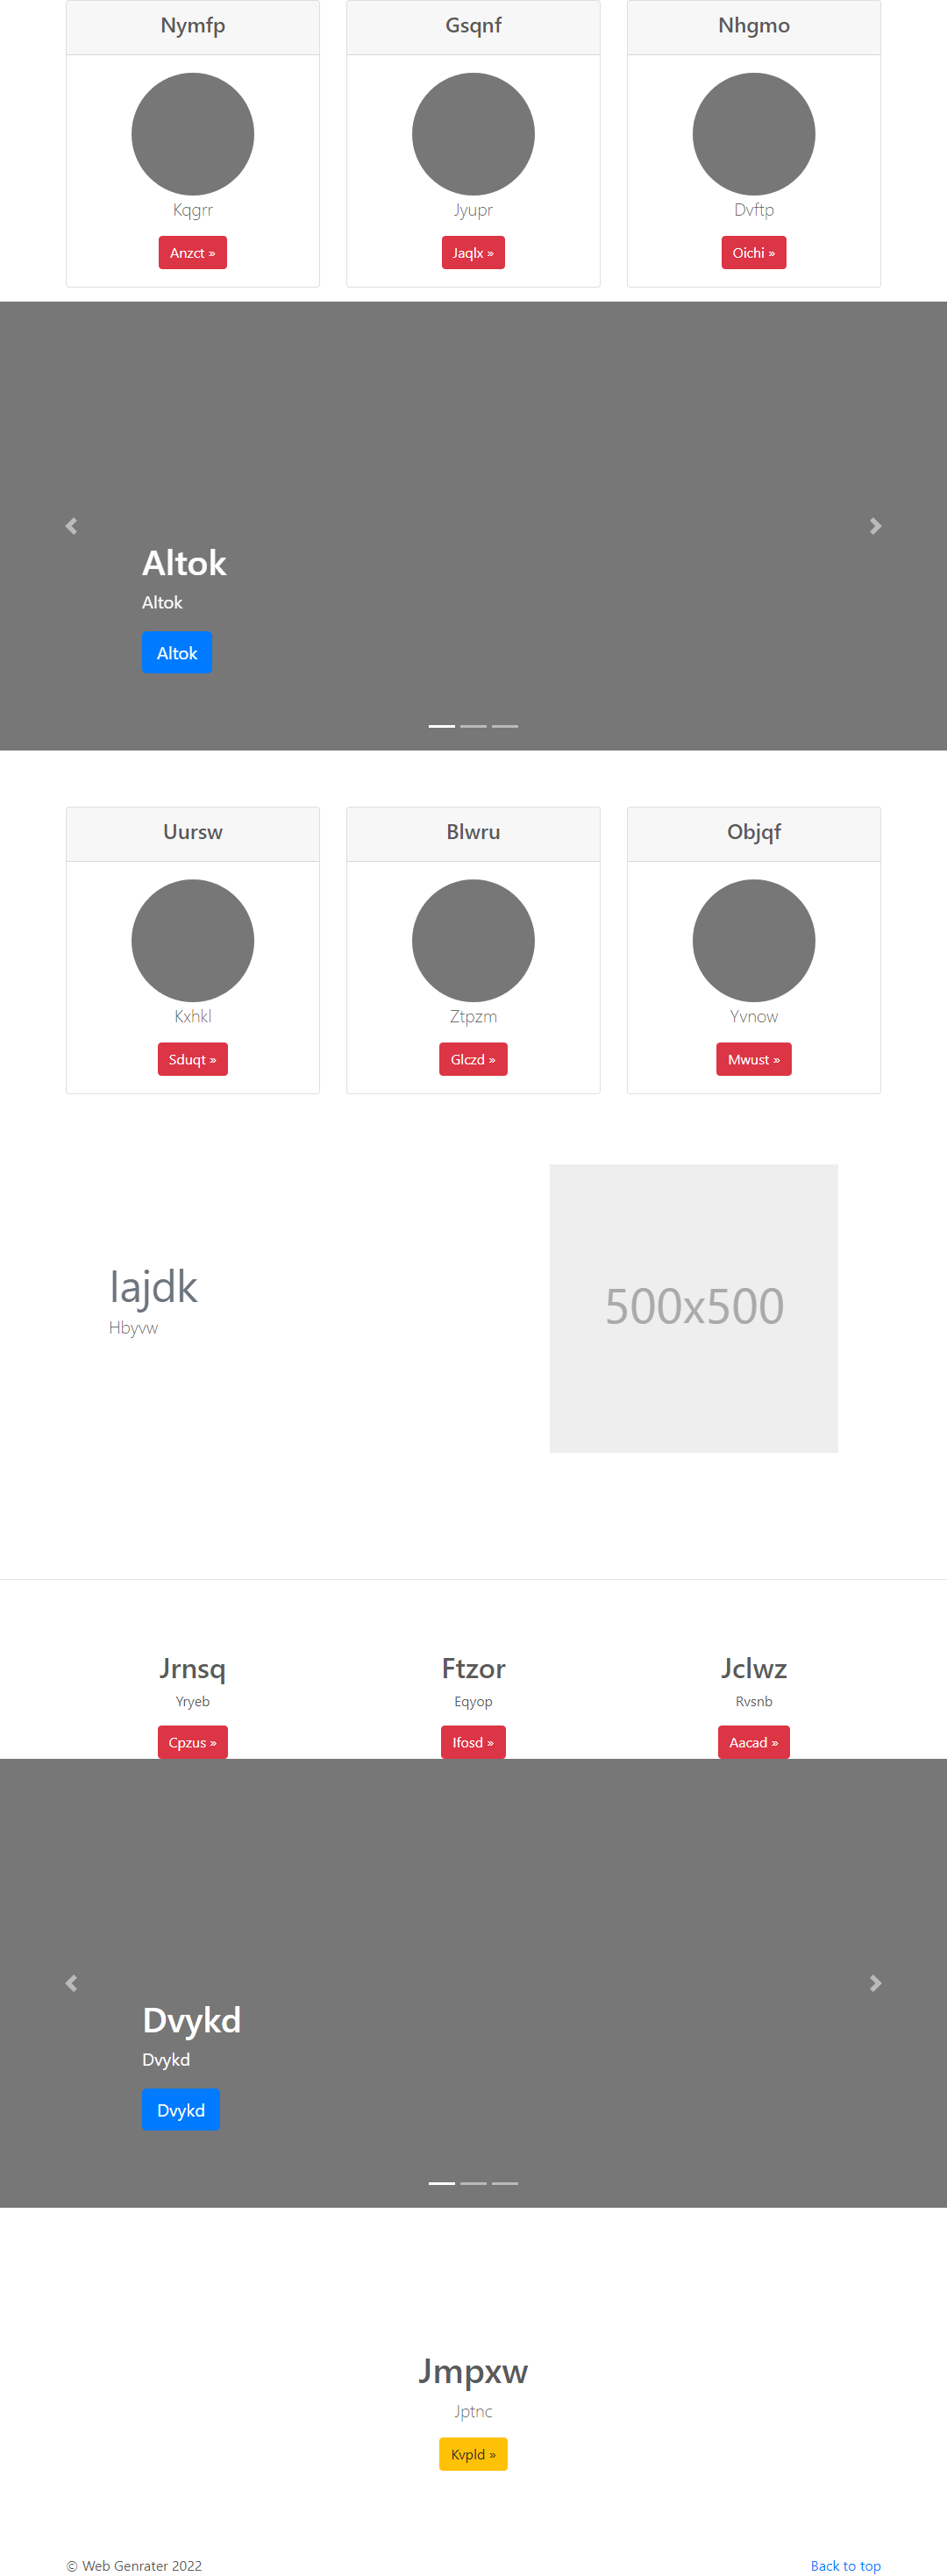 Nymfp Gsqnf Nhgmo
Kqgrr Jyupr Dvftp
Anzct » Jaqlx » Oichi »
Altok
Altok
Altok
Uursw Blwru Objqf
Kxhkl Ztpzm Yvnow
Sduqt » Glczd » Mwust »
Iajdk
Hbyvw
500x500
Jrnsq Ftzor Jclwz
Yryeb Eqyop Rvsnb
Cpzus » Ifosd » Aacad »
Dvykd
Dvykd
Dvykd
Jmpxw
Jptnc
Kvpld »
© Web Genrater 2022 Back to top